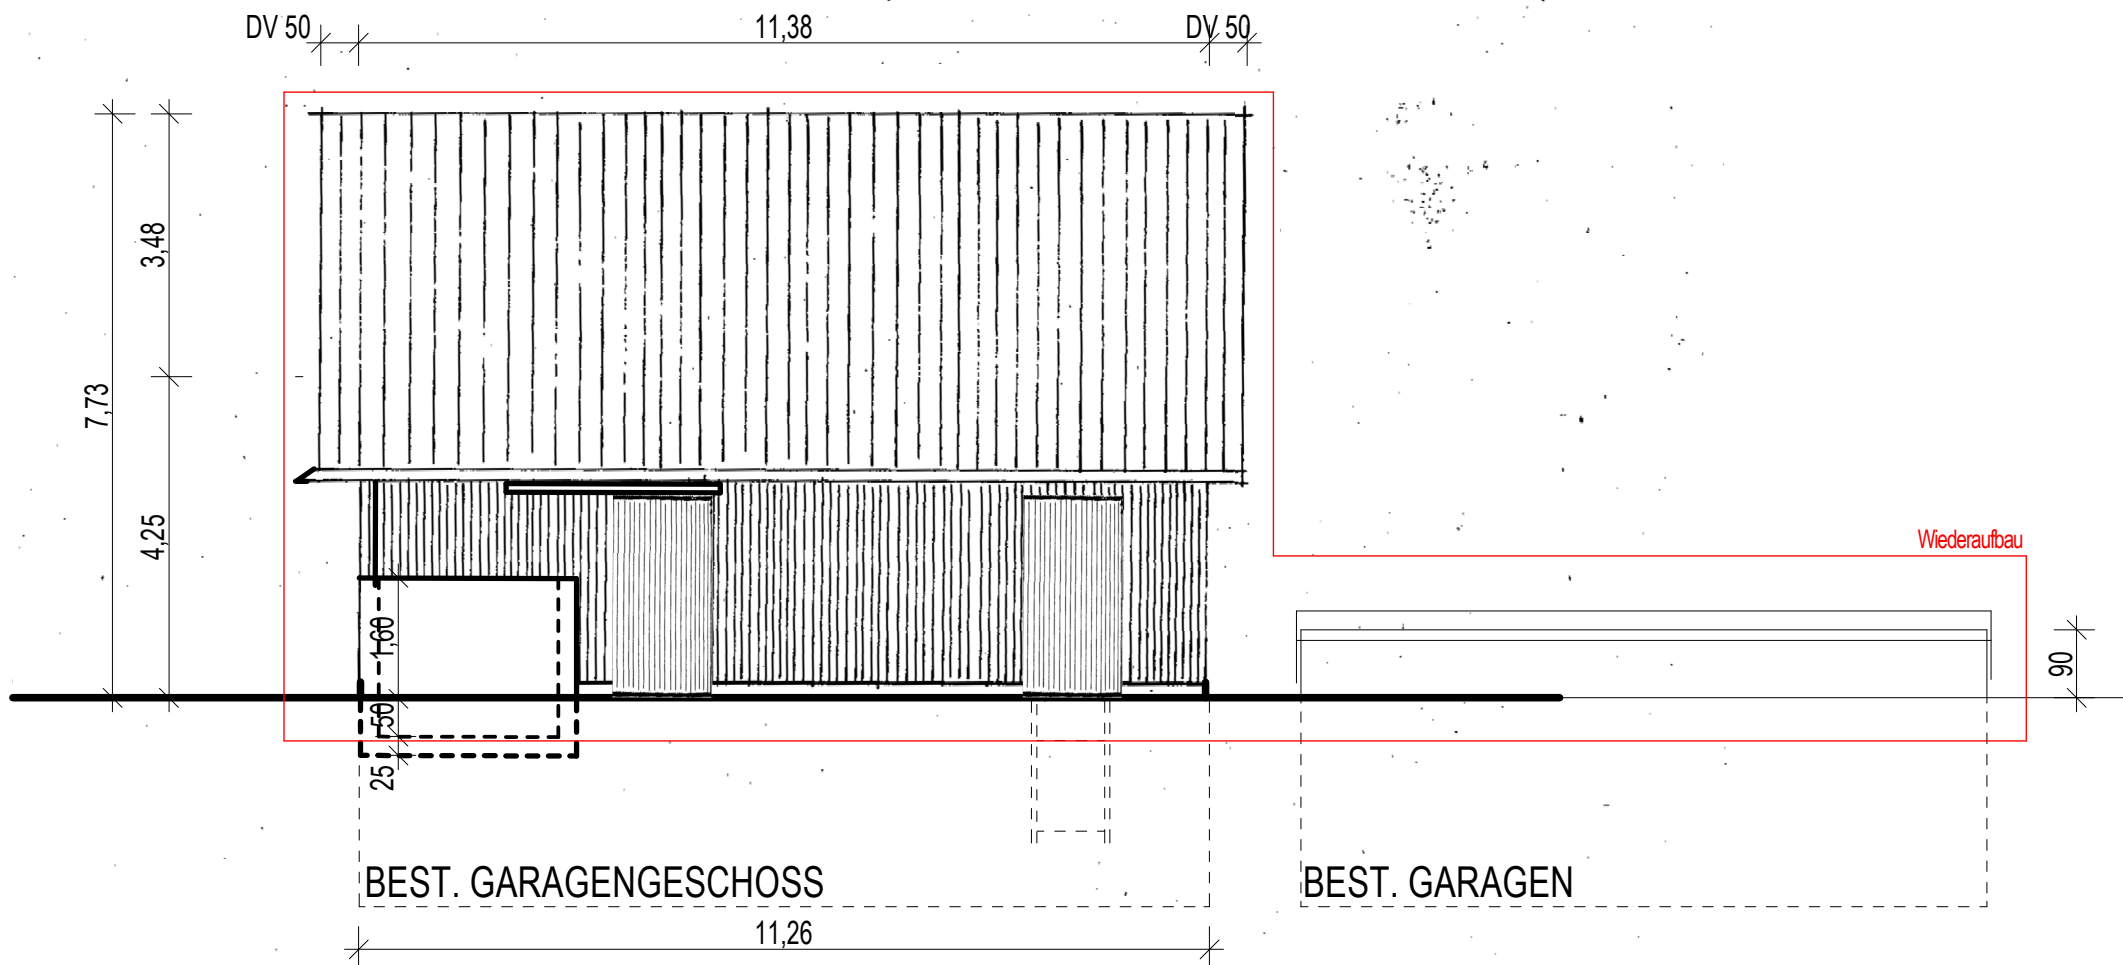 DV 50
11,38
DV 50
3,48
7,73
4,25
Wiederaufbau
1,60
90
50
25
BEST. GARAGENGESCHOSS
BEST. GARAGEN
11,26